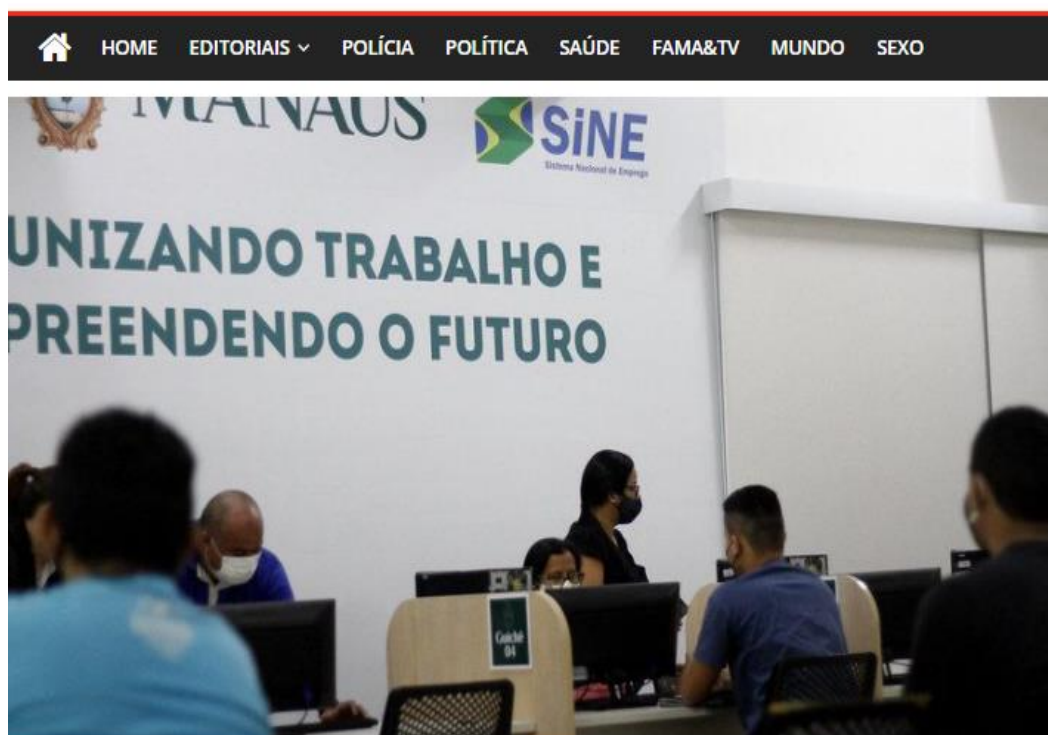 HOME EDITORIAIS POLÍCIA POLÍTICA SAÚDE FAMA&TV MUNDO SEXO
MANAUS
SiNE
Sistema Nacional de Emprego
UNIZANDO TRABALHO E
PREENDENDO O FUTURO
Guichê
04